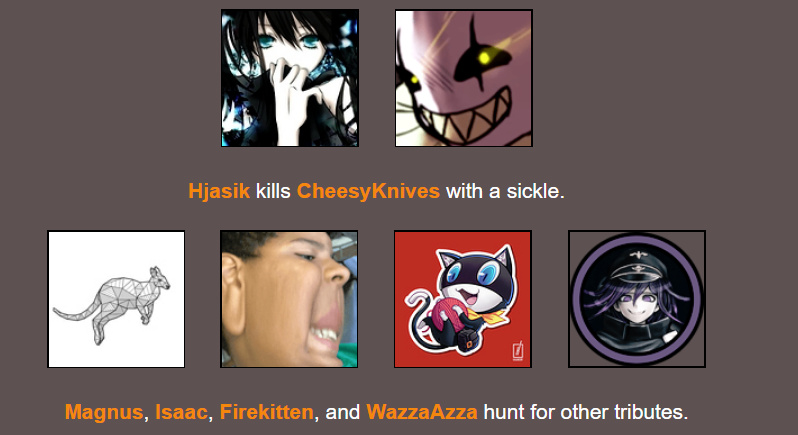 Hjasik kills CheesyKnives with a sickle.
Magnus, Isaac, Firekitten, and WazzaAzza hunt for other tributes.